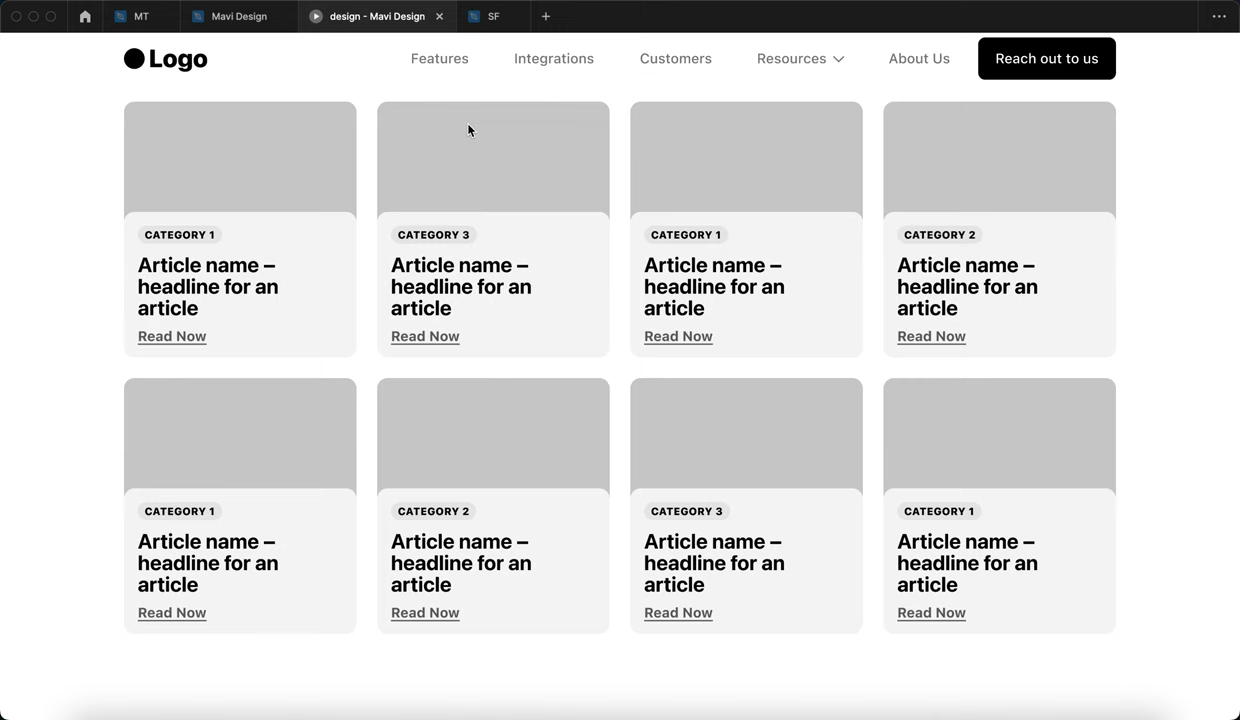 MT
Mavi Design
design - Mavi Design
SF
Logo
Features
Integrations
Customers
Resources
About Us
Reach out to us
CATEGORY 1
Article name –
headline for an
article
Read Now
CATEGORY 3
Article name –
headline for an
article
Read Now
CATEGORY 1
Article name –
headline for an
article
Read Now
CATEGORY 2
Article name –
headline for an
article
Read Now
CATEGORY 1
Article name –
headline for an
article
Read Now
CATEGORY 2
Article name –
headline for an
article
Read Now
CATEGORY 3
Article name –
headline for an
article
Read Now
CATEGORY 1
Article name –
headline for an
article
Read Now